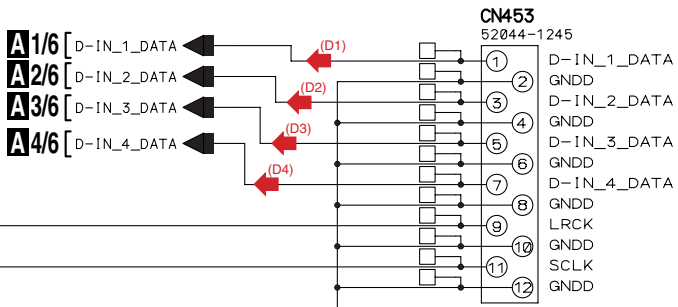 CN453
52044-1245
A 1/6 [ D-IN_1_DATA (D1) 1 D-IN_1_DATA
2 GNDD
A 2/6 [ D-IN_2_DATA (D2) 3 D-IN_2_DATA
4 GNDD
A 3/6 [ D-IN_3_DATA (D3) 5 D-IN_3_DATA
6 GNDD
A 4/6 [ D-IN_4_DATA (D4) 7 D-IN_4_DATA
8 GNDD
9 LRCK
10 GNDD
11 SCLK
12 GNDD